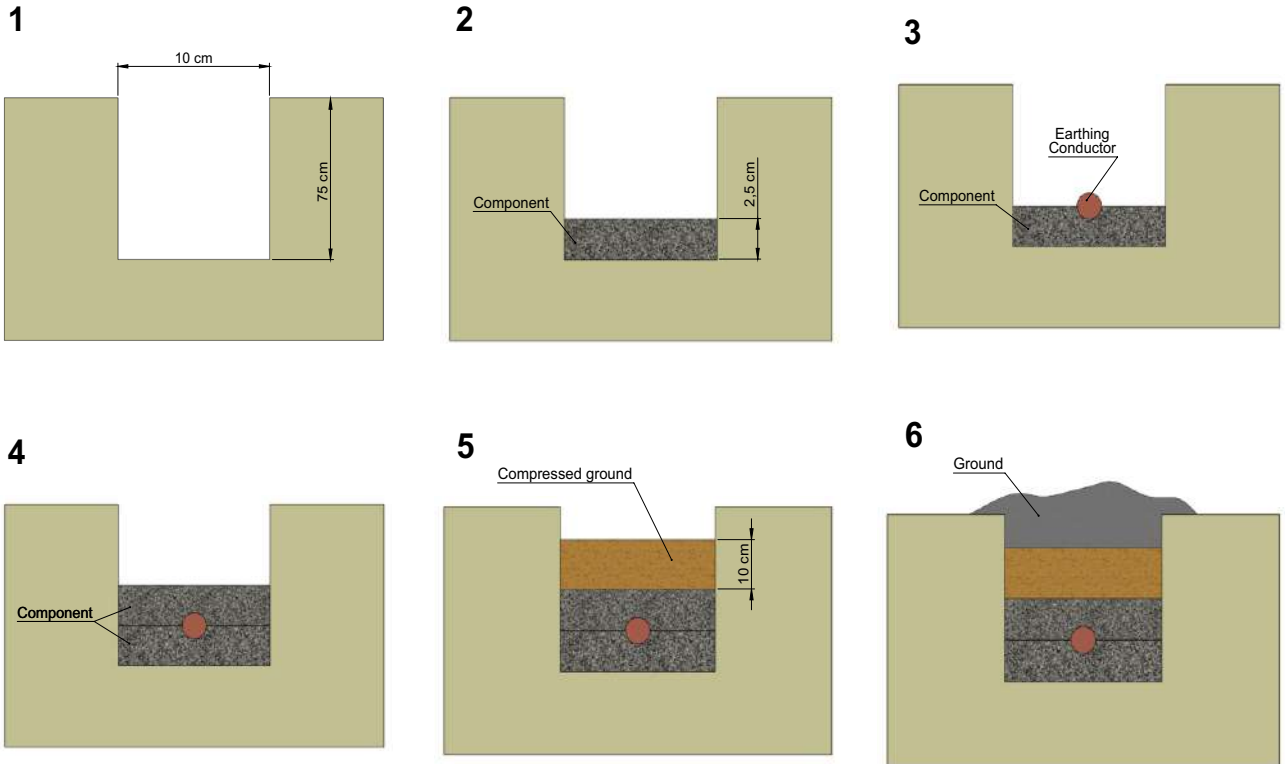 1
10 cm
75 cm
2
Component
2,5 cm
3
Earthing
Conductor
Component
4
Component
5
Compressed ground
10 cm
6
Ground